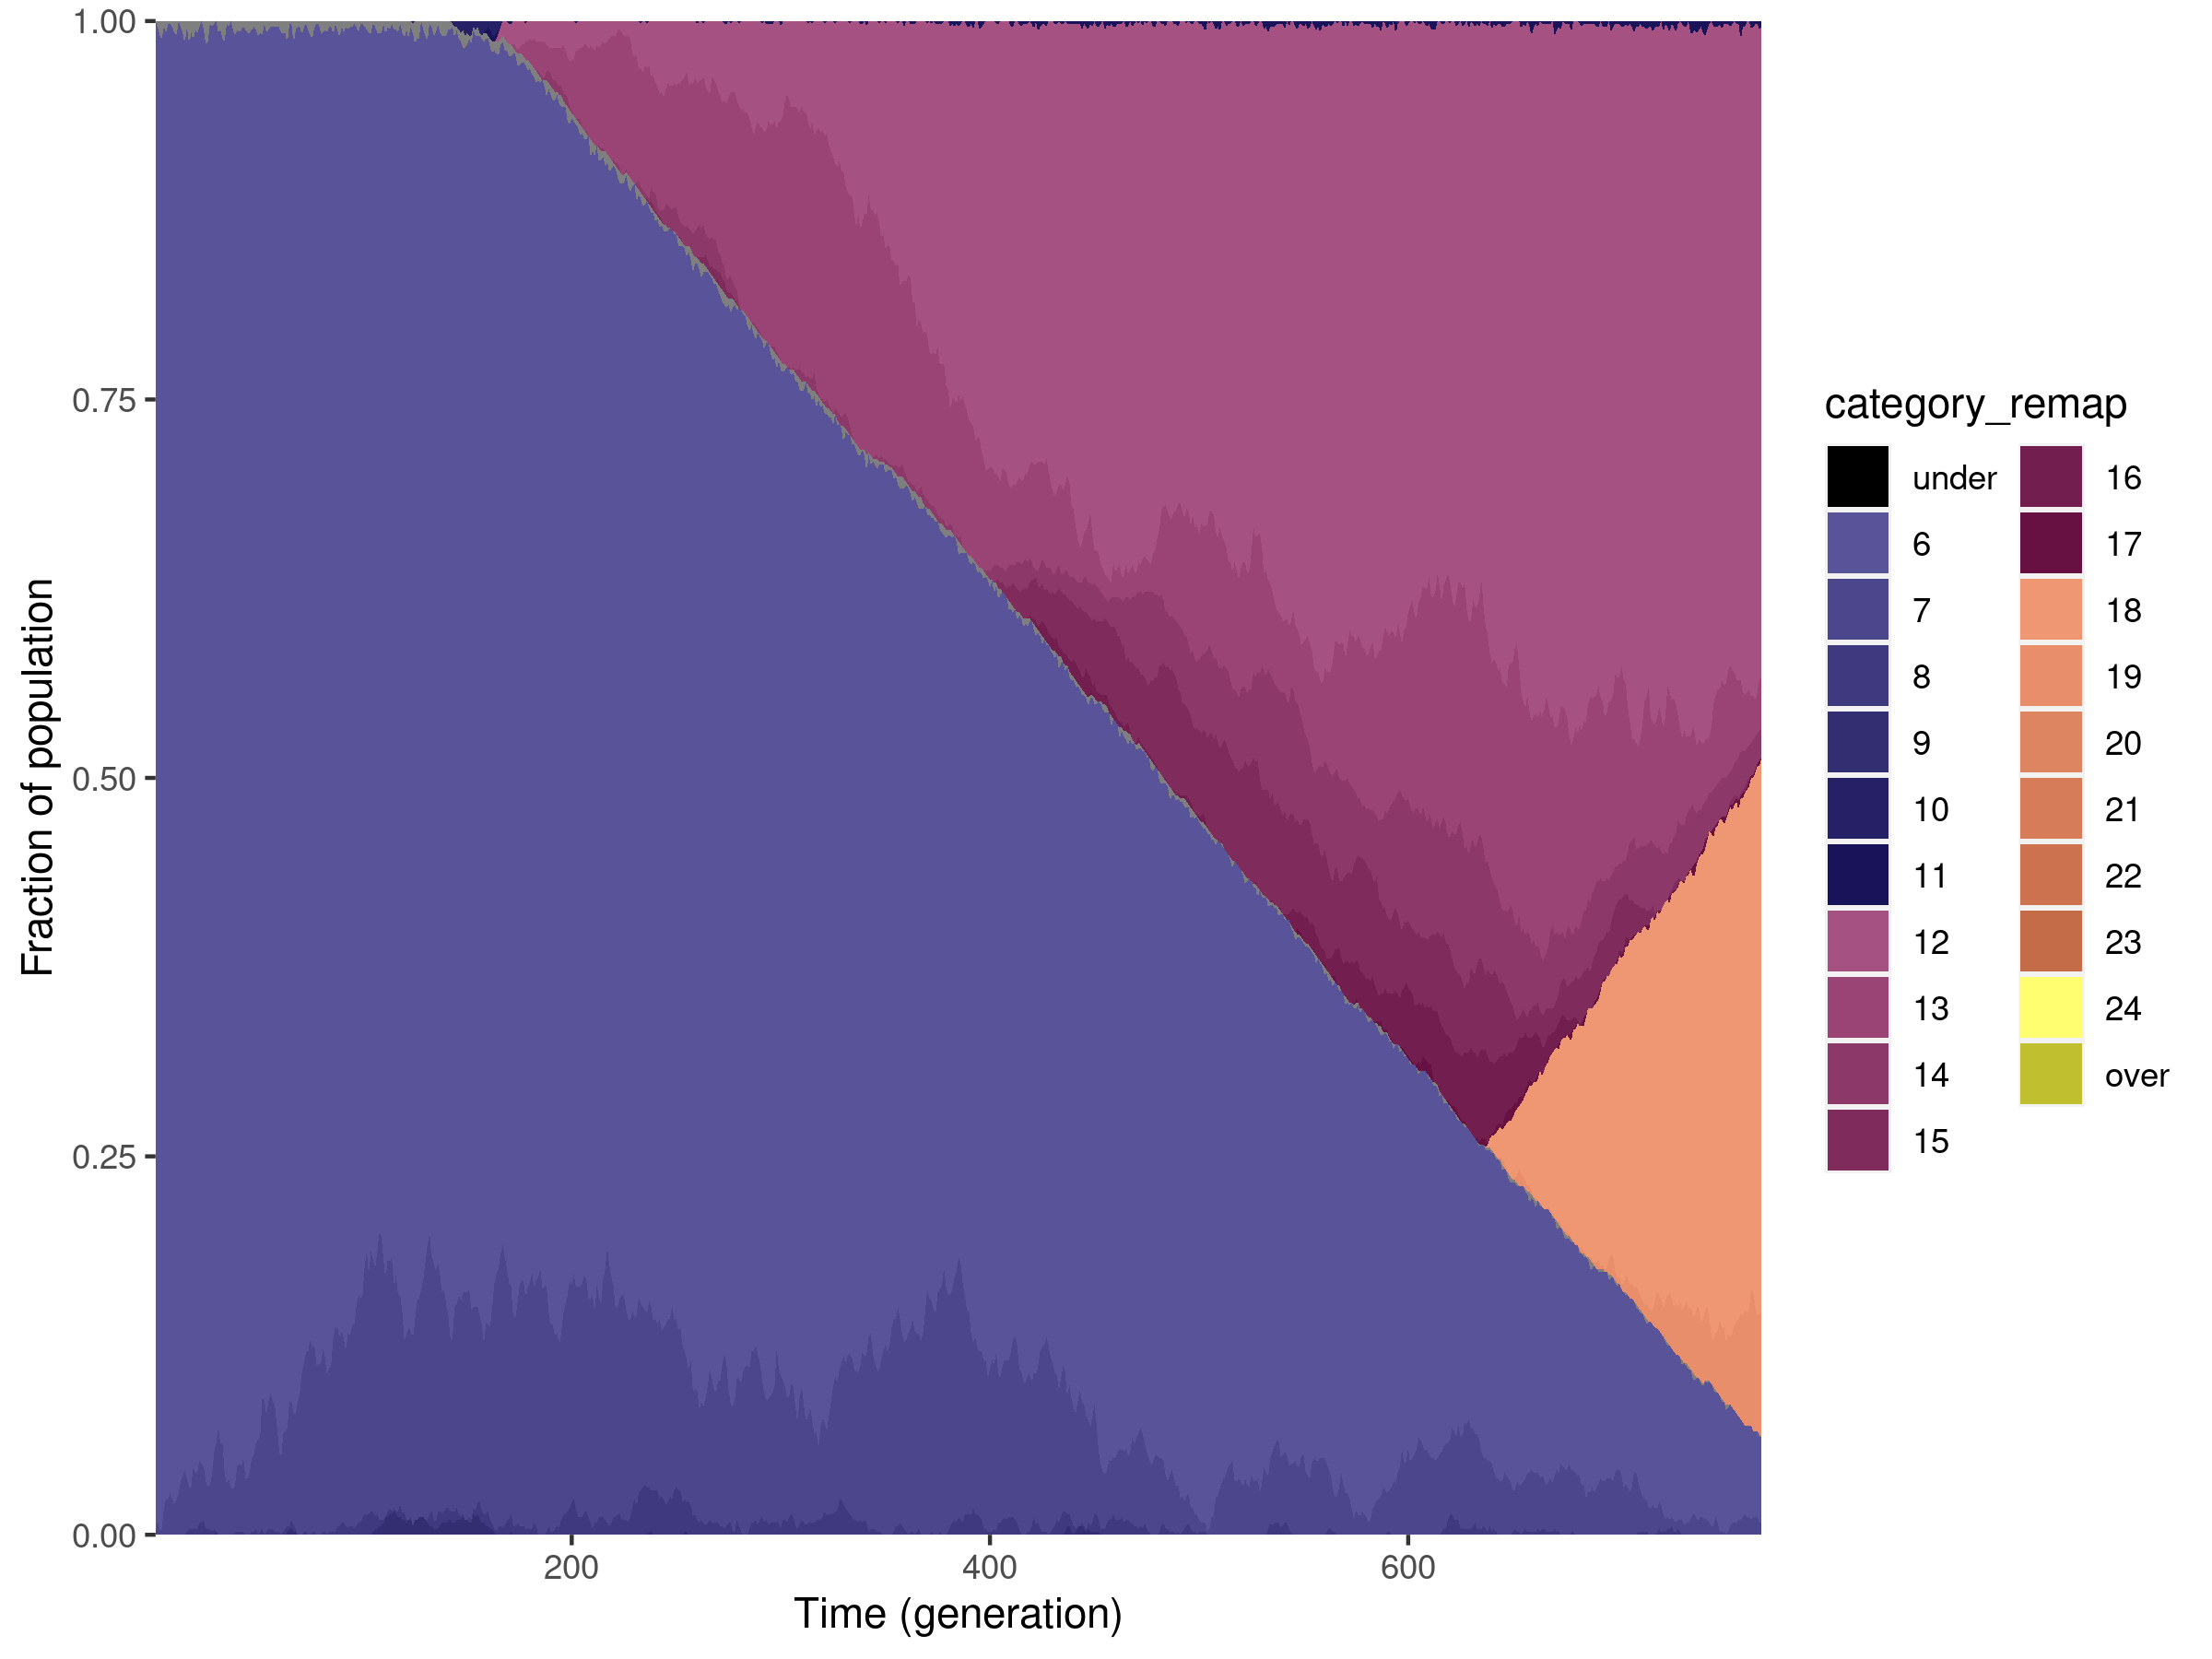 1.00
0.75
0.50
0.25
0.00
Fraction of population
200 400 600
Time (generation)
category_remap
under 16
6 17
7 18
8 19
9 20
10 21
11 22
12 23
13 24
14 over
15